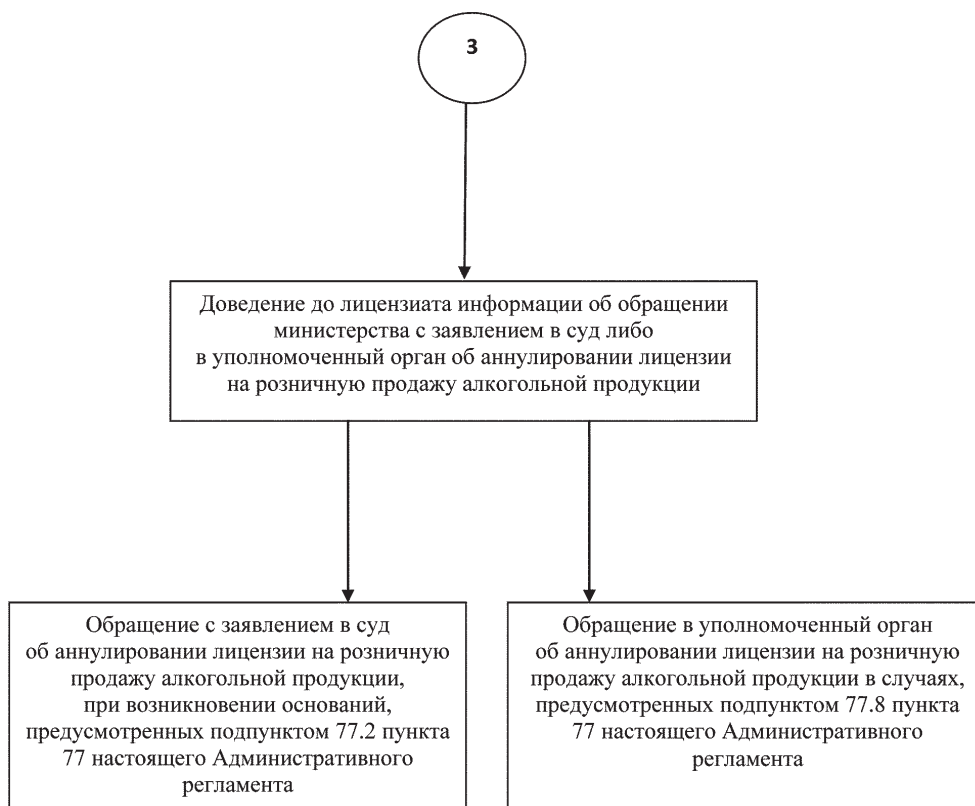 3
Доведение до лицензиата информации об обращении
министерства с заявлением в суд либо
в уполномоченный орган об аннулировании лицензии
на розничную продажу алкогольной продукции
Обращение с заявлением в суд
об аннулировании лицензии на розничную
продажу алкогольной продукции,
при возникновении оснований,
предусмотренных подпунктом 77.2 пункта
77 настоящего Административного
регламента
Обращение в уполномоченный орган
об аннулировании лицензии на розничную
продажу алкогольной продукции в случаях,
предусмотренных подпунктом 77.8 пункта
77 настоящего Административного
регламента